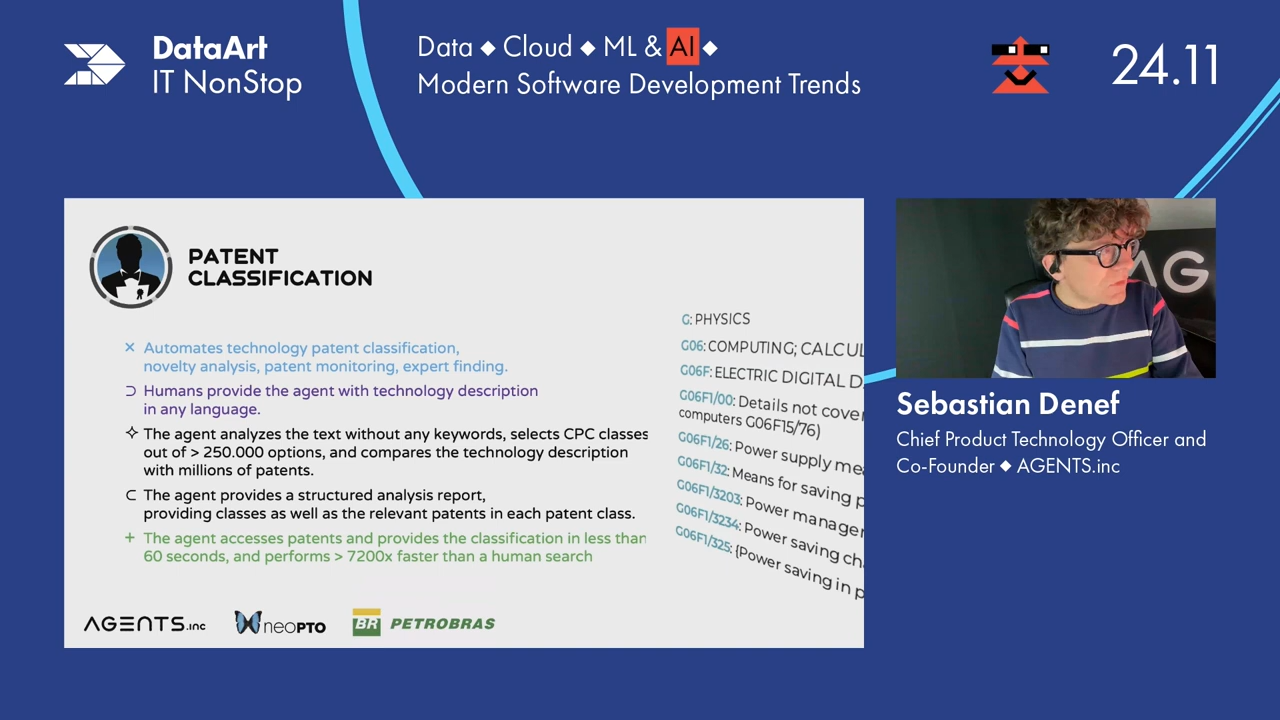 DataArt
IT NonStop
Data ◆ Cloud ◆ ML & AI ◆
Modern Software Development Trends
24.11
PATENT
CLASSIFICATION
Automates technology patent classification,
novelty analysis, patent monitoring, expert finding.
Humans provide the agent with technology description
in any language.
The agent analyzes the text without any keywords, selects CPC classes
out of > 250.000 options, and compares the technology description
with millions of patents.
The agent provides a structured analysis report,
providing classes as well as the relevant patents in each patent class.
+ The agent accesses patents and provides the classification in less than
60 seconds, and performs > 7200x faster than a human search
G: PHYSICS
G06: COMPUTING; CALCUL
G06F: ELECTRIC DIGITAL D
G06F1/00: Details not cover
computers G06F15/76)
G06F1/26: Power supply me
G06F1/32: Means for saving p
G06F1/3203: Power manager
G06F1/3234: Power saving ch
G06F1/325: {Power saving in p
AGENTS.inc
neoPTO
BR PETROBRAS
AG
Sebastian Denef
Chief Product Technology Officer and
Co-Founder ◆ AGENTS.inc